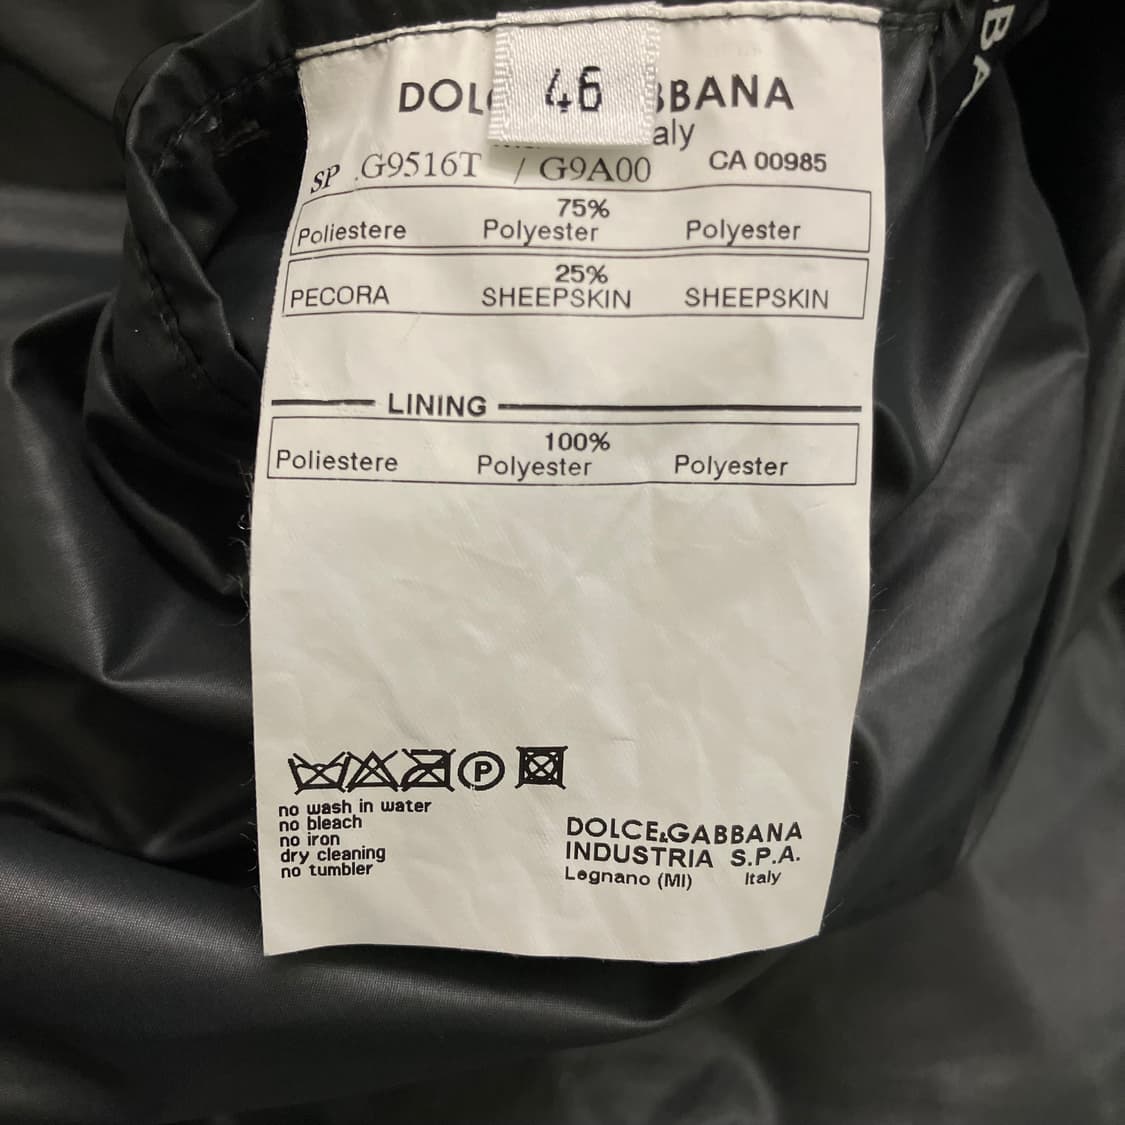 46
BBANA
aly
SP G9516T / G9A00 CA 00985
75%
Poliestere Polyester Polyester
25%
PECORA SHEEPSKIN SHEEPSKIN
LINING
100%
Poliestere Polyester Polyester
P
no wash in water
no bleach
no iron
dry cleaning
no tumbler
DOLCE&GABBANA
INDUSTRIA S.P.A.
Legnano (MI) Italy